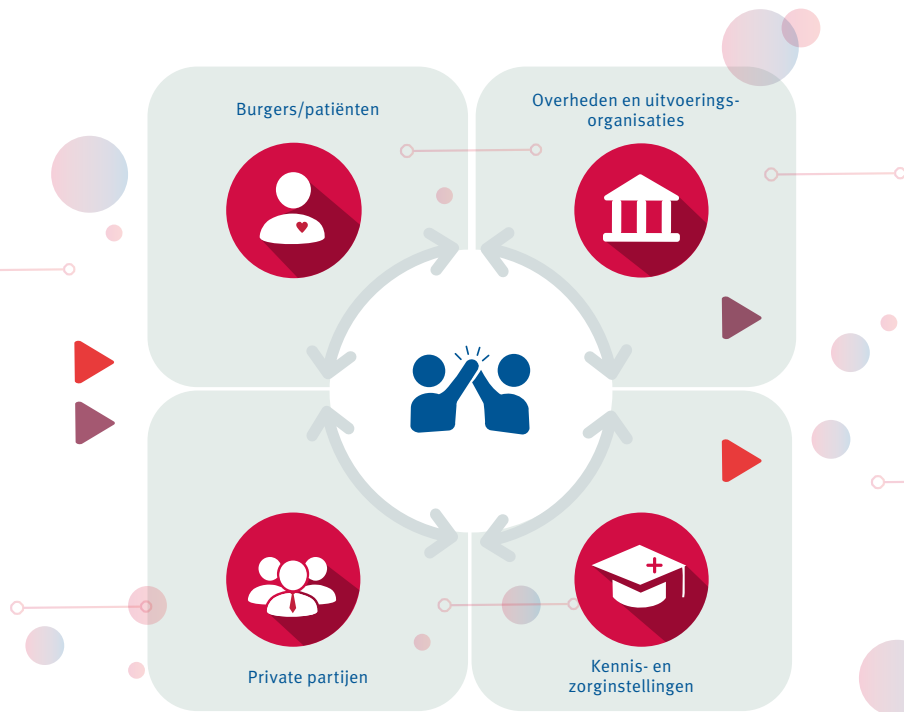 Burgers/patiënten
Overheden en uitvoerings-
organisaties
Private partijen
Kennis- en
zorginstellingen